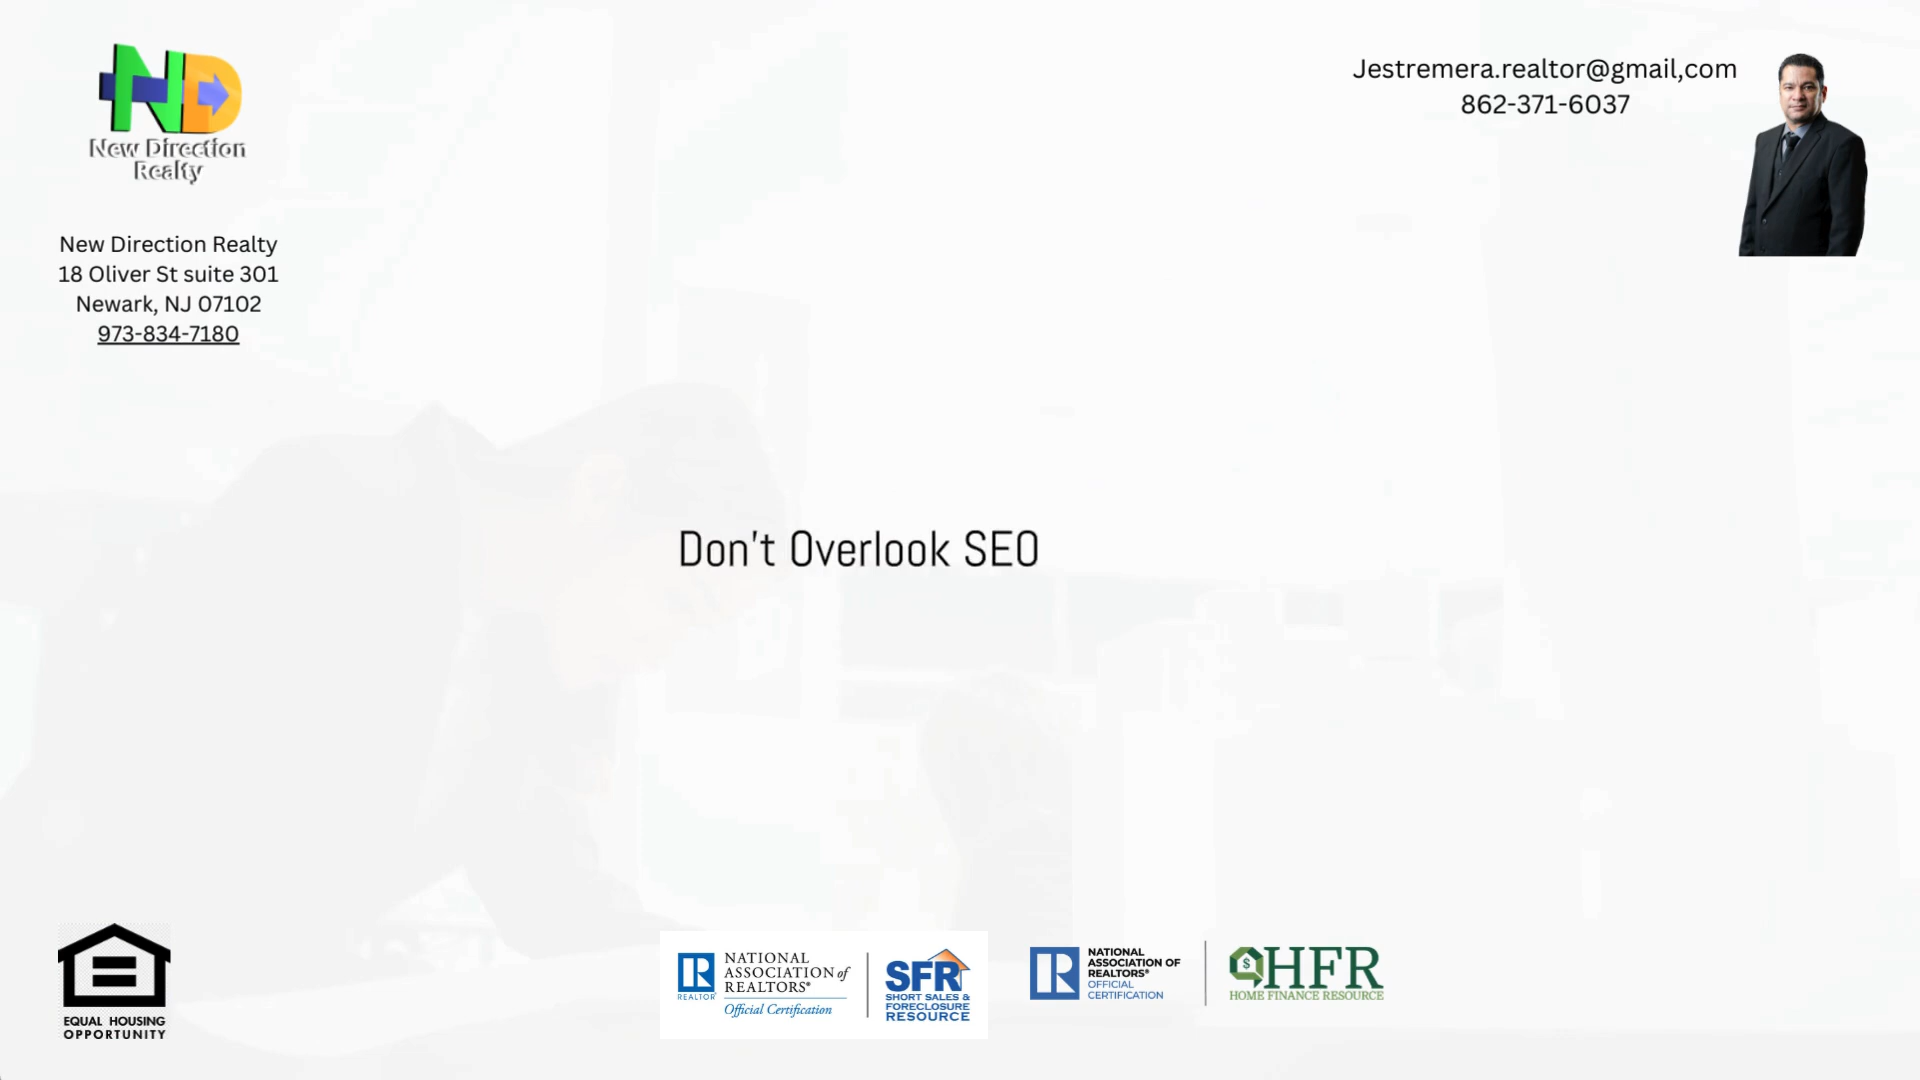 New Direction
Realty
New Direction Realty
18 Oliver St suite 301
Newark, NJ 07102
973-834-7180
Jestremera.realtor@gmail,com
862-371-6037
Don't Overlook SEO
EQUAL HOUSING
OPPORTUNITY
REALTOR®
NATIONAL
ASSOCIATION of
REALTORS®
Official Certification
SFR®
SHORT SALES &
FORECLOSURE
RESOURCE
NATIONAL
ASSOCIATION OF
REALTORS®
OFFICIAL
CERTIFICATION
HFR
HOME FINANCE RESOURCE